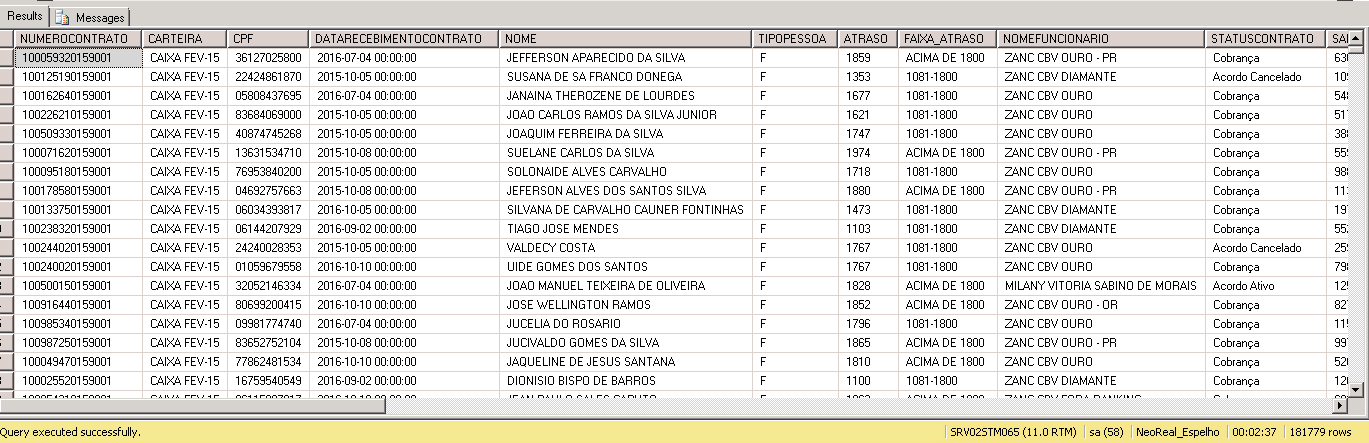 Results Messages
NUMEROCONTRATO CARTEIRA CPF DATARECEBIMENTOCONTRATO NOME TIPOPESSOA ATRASO FAIXA_ATRASO NOMEFUNCIONARIO STATUSCONTRATO
100059320159001 CAIXA FEV-15 36127025800 2016-07-04 00:00:00 JEFFERSON APARECIDO DA SILVA F 1859 ACIMA DE 1800 ZANC CBV OURO - PR Cobrança
100125190159001 CAIXA FEV-15 22424861870 2015-10-05 00:00:00 SUSANA DE SA FRANCO DONEGA F 1353 1081-1800 ZANC CBV DIAMANTE Acordo Cancelado
100162640159001 CAIXA FEV-15 05808437695 2016-07-04 00:00:00 JANAINA THEROZENE DE LOURDES F 1677 1081-1800 ZANC CBV OURO Cobrança
100226210159001 CAIXA FEV-15 83684069000 2015-10-05 00:00:00 JOAO CARLOS RAMOS DA SILVA JUNIOR F 1621 1081-1800 ZANC CBV OURO Cobrança
100509330159001 CAIXA FEV-15 40874745268 2015-10-05 00:00:00 JOAQUIM FERREIRA DA SILVA F 1747 1081-1800 ZANC CBV OURO Cobrança
100071620159001 CAIXA FEV-15 13631534710 2015-10-08 00:00:00 SUELANE CARLOS DA SILVA F 1974 ACIMA DE 1800 ZANC CBV OURO - PR Cobrança
100095180159001 CAIXA FEV-15 76953840200 2015-10-05 00:00:00 SOLONAIDE ALVES CARVALHO F 1718 1081-1800 ZANC CBV OURO Cobrança
100178580159001 CAIXA FEV-15 04692757663 2015-10-08 00:00:00 JEFERSON ALVES DOS SANTOS SILVA F 1880 ACIMA DE 1800 ZANC CBV OURO - PR Cobrança
100133750159001 CAIXA FEV-15 06034393817 2016-10-05 00:00:00 SILVANA DE CARVALHO CAUNER FONTINHAS F 1473 1081-1800 ZANC CBV DIAMANTE Cobrança
100238320159001 CAIXA FEV-15 06144207929 2016-09-02 00:00:00 TIAGO JOSE MENDES F 1103 1081-1800 ZANC CBV DIAMANTE Cobrança
100244020159001 CAIXA FEV-15 24240028353 2015-10-05 00:00:00 VALDECY COSTA F 1767 1081-1800 ZANC CBV OURO Acordo Cancelado
100240020159001 CAIXA FEV-15 01059679558 2016-10-10 00:00:00 UIDE GOMES DOS SANTOS F 1767 1081-1800 ZANC CBV OURO Cobrança
100500150159001 CAIXA FEV-15 32052146334 2016-07-04 00:00:00 JOAO MANUEL TEIXEIRA DE OLIVEIRA F 1828 ACIMA DE 1800 MILANY VITORIA SABINO DE MORAIS Acordo Ativo
100916440159001 CAIXA FEV-15 80699200415 2016-10-10 00:00:00 JOSE WELLINGTON RAMOS F 1852 ACIMA DE 1800 ZANC CBV OURO - OR Cobrança
100985340159001 CAIXA FEV-15 09981774740 2016-07-04 00:00:00 JUCELIA DO ROSARIO F 1796 1081-1800 ZANC CBV OURO Cobrança
100987250159001 CAIXA FEV-15 83652752104 2015-10-08 00:00:00 JUCIVALDO GOMES DA SILVA F 1865 ACIMA DE 1800 ZANC CBV OURO - PR Cobrança
100049470159001 CAIXA FEV-15 77862481534 2016-10-10 00:00:00 JAQUELINE DE JESUS SANTANA F 1810 ACIMA DE 1800 ZANC CBV OURO Cobrança
100025520159001 CAIXA FEV-15 16759540549 2016-09-02 00:00:00 DIONISIO BISPO DE BARROS F 1100 1081-1800 ZANC CBV DIAMANTE Cobrança
Query executed successfully. SRV02STM065 (11.0 RTM) sa (58) NeoReal_Espelho 00:02:37 181779 rows